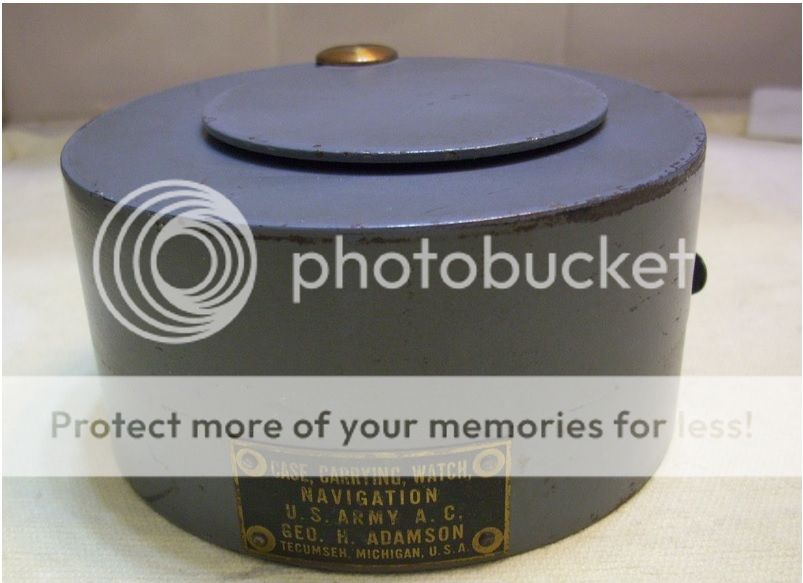 photobucket
Protect more of your memories for less!
CASE, CARRYING, WATCH,
NAVIGATION
U.S. ARMY A. C.
GEO. H. ADAMSON
TECUMSEH, MICHIGAN, U.S.A.